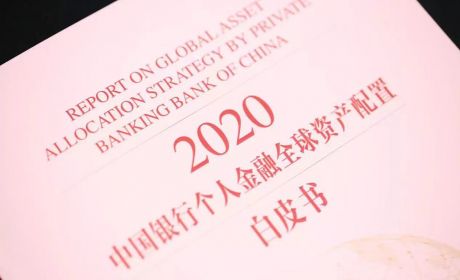 REPORT ON GLOBAL ASSET
ALLOCATION STRATEGY BY PRIVATE
BANKING BANK OF CHINA
2020
中国银行个人金融全球资产配置
白皮书